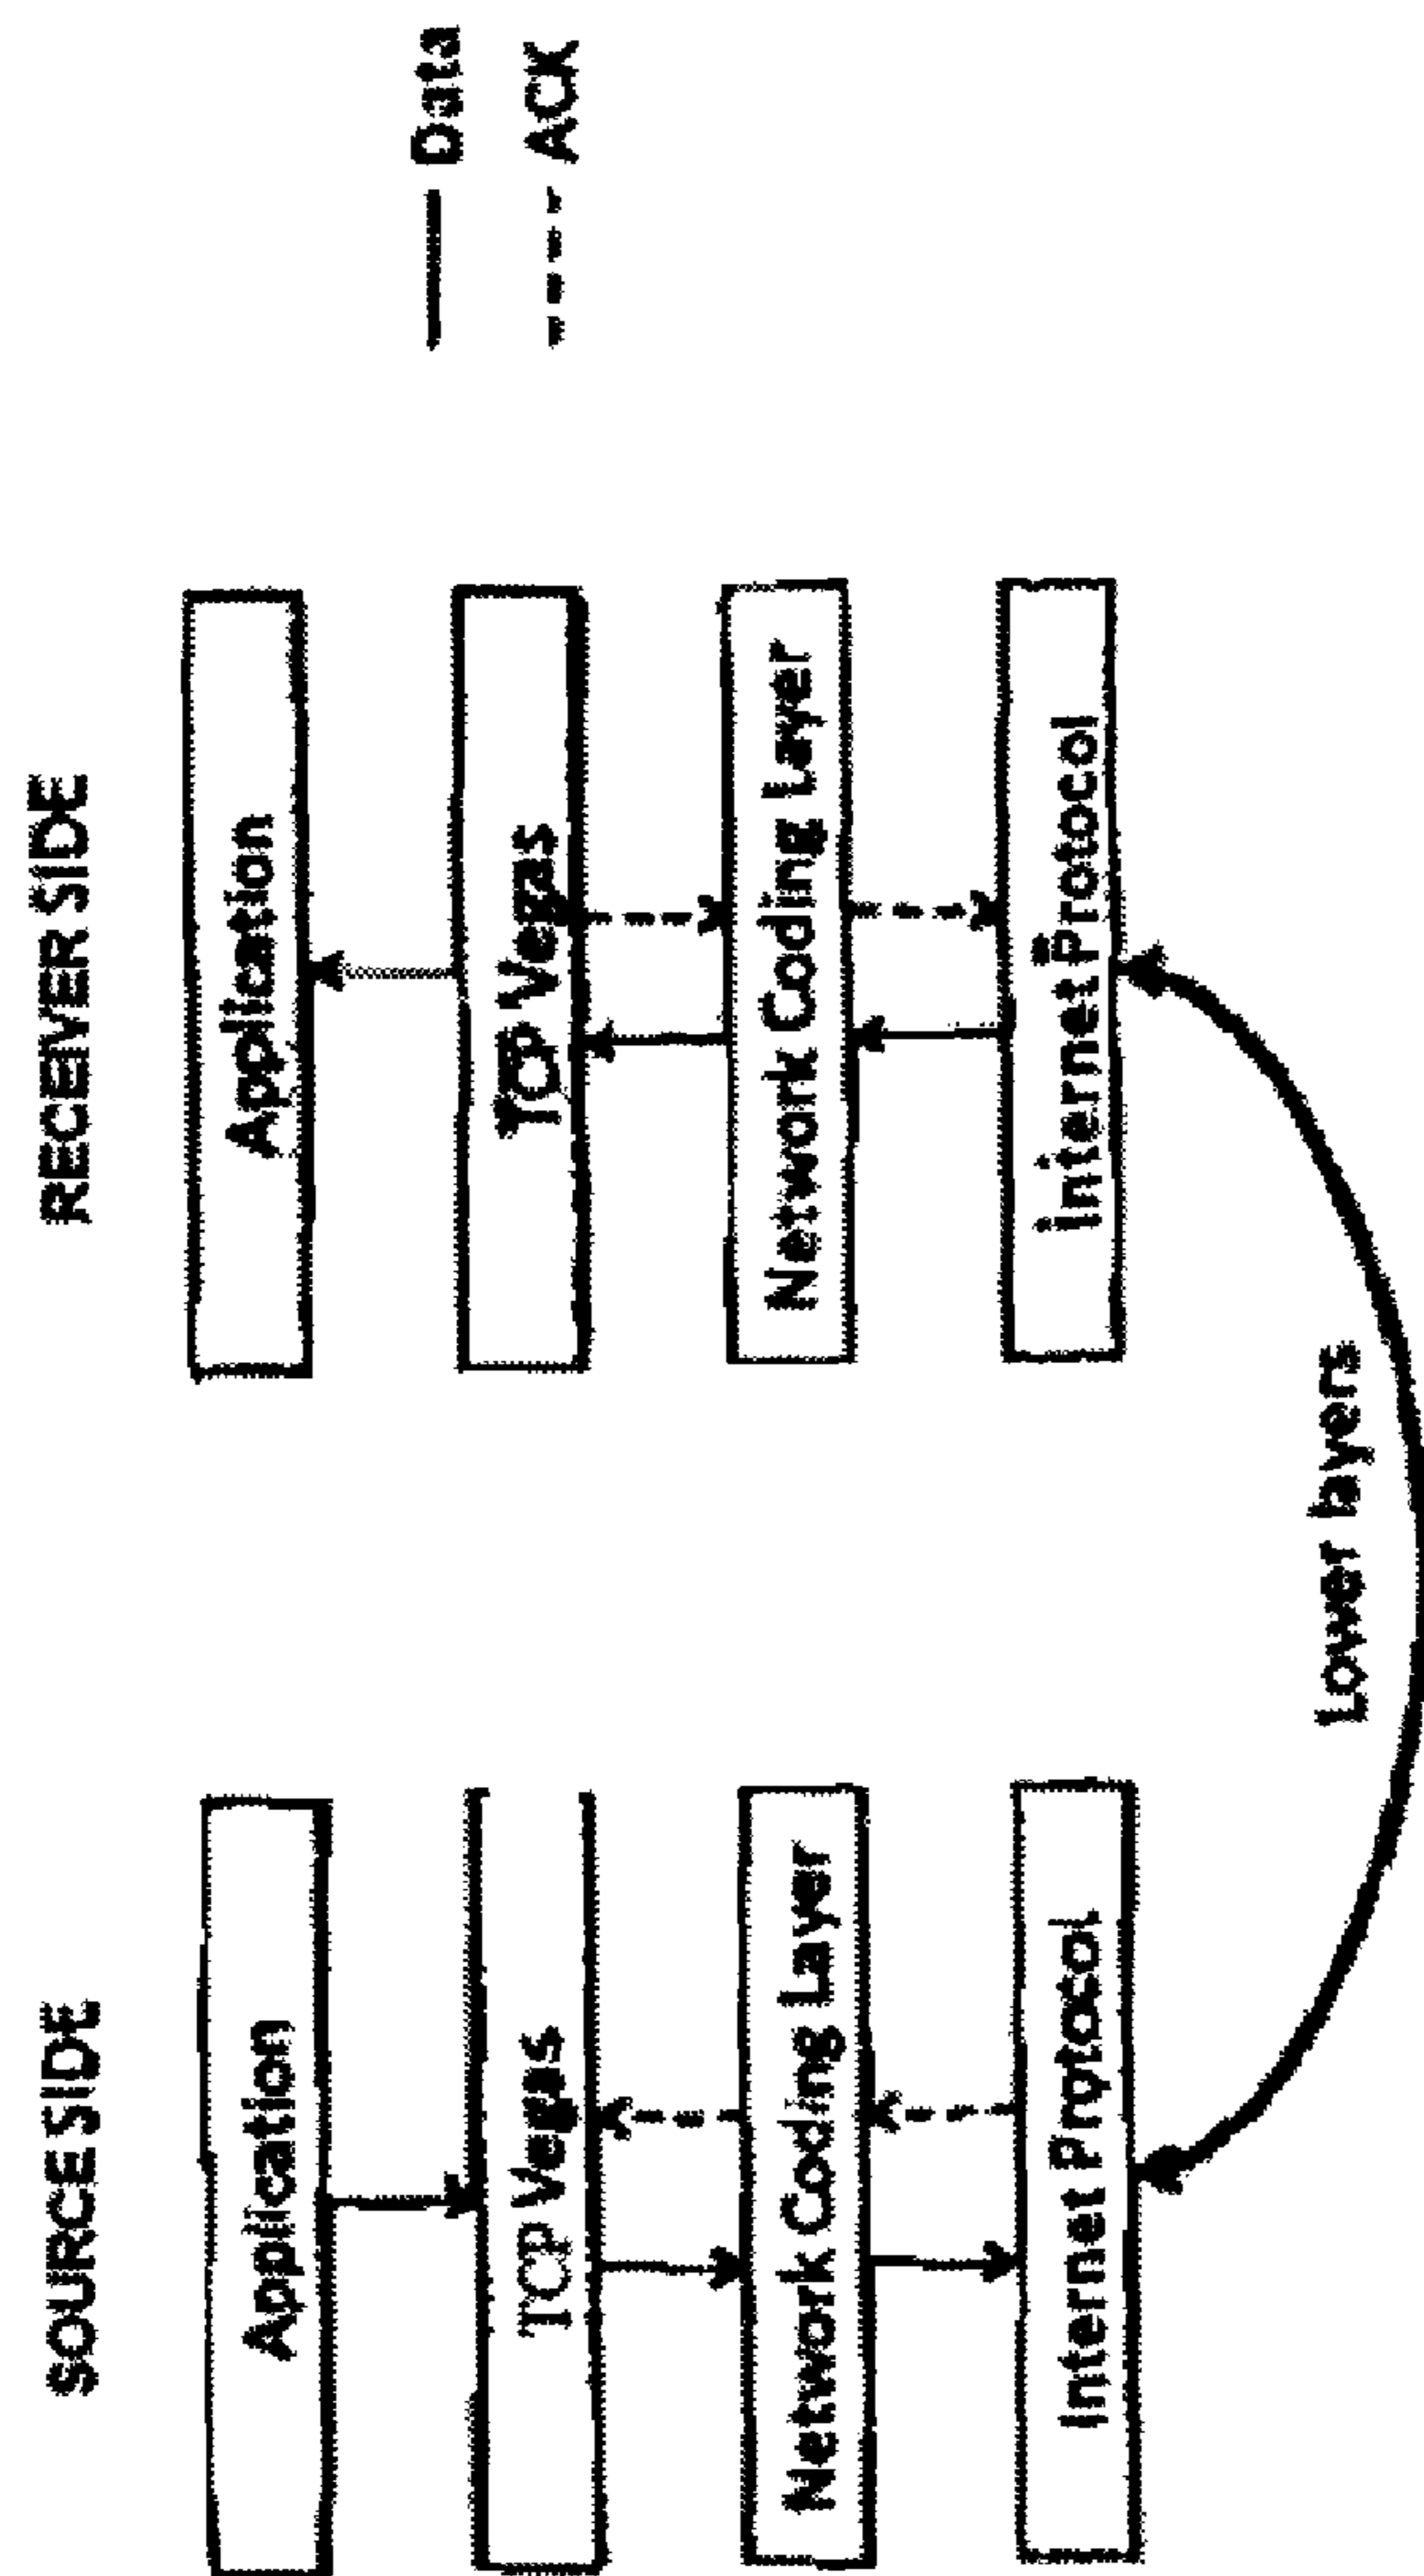 SOURCE SIDE
Application
TCP Vegas
Network Coding Layer
Internet Protocol
RECEIVER SIDE
Application
TCP Vegas
Network Coding Layer
Internet Protocol
Data
ACK
Lower layers